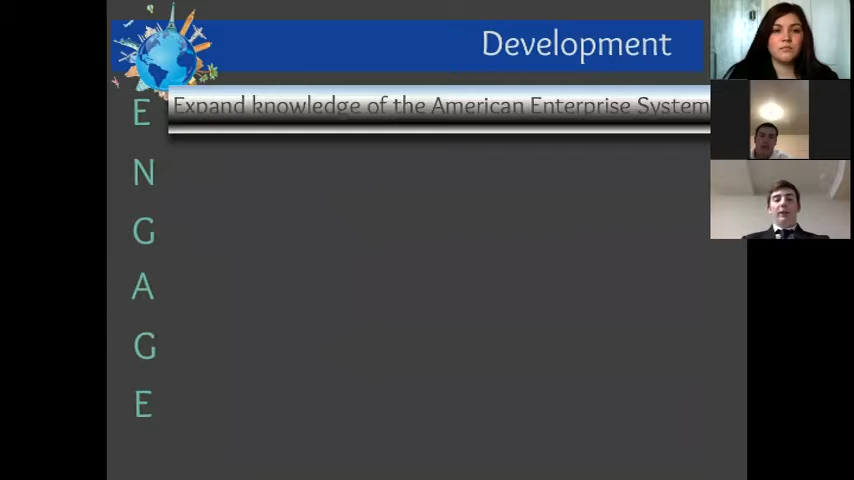 Development
Expand knowledge of the American Enterprise System
E
N
G
A
G
E